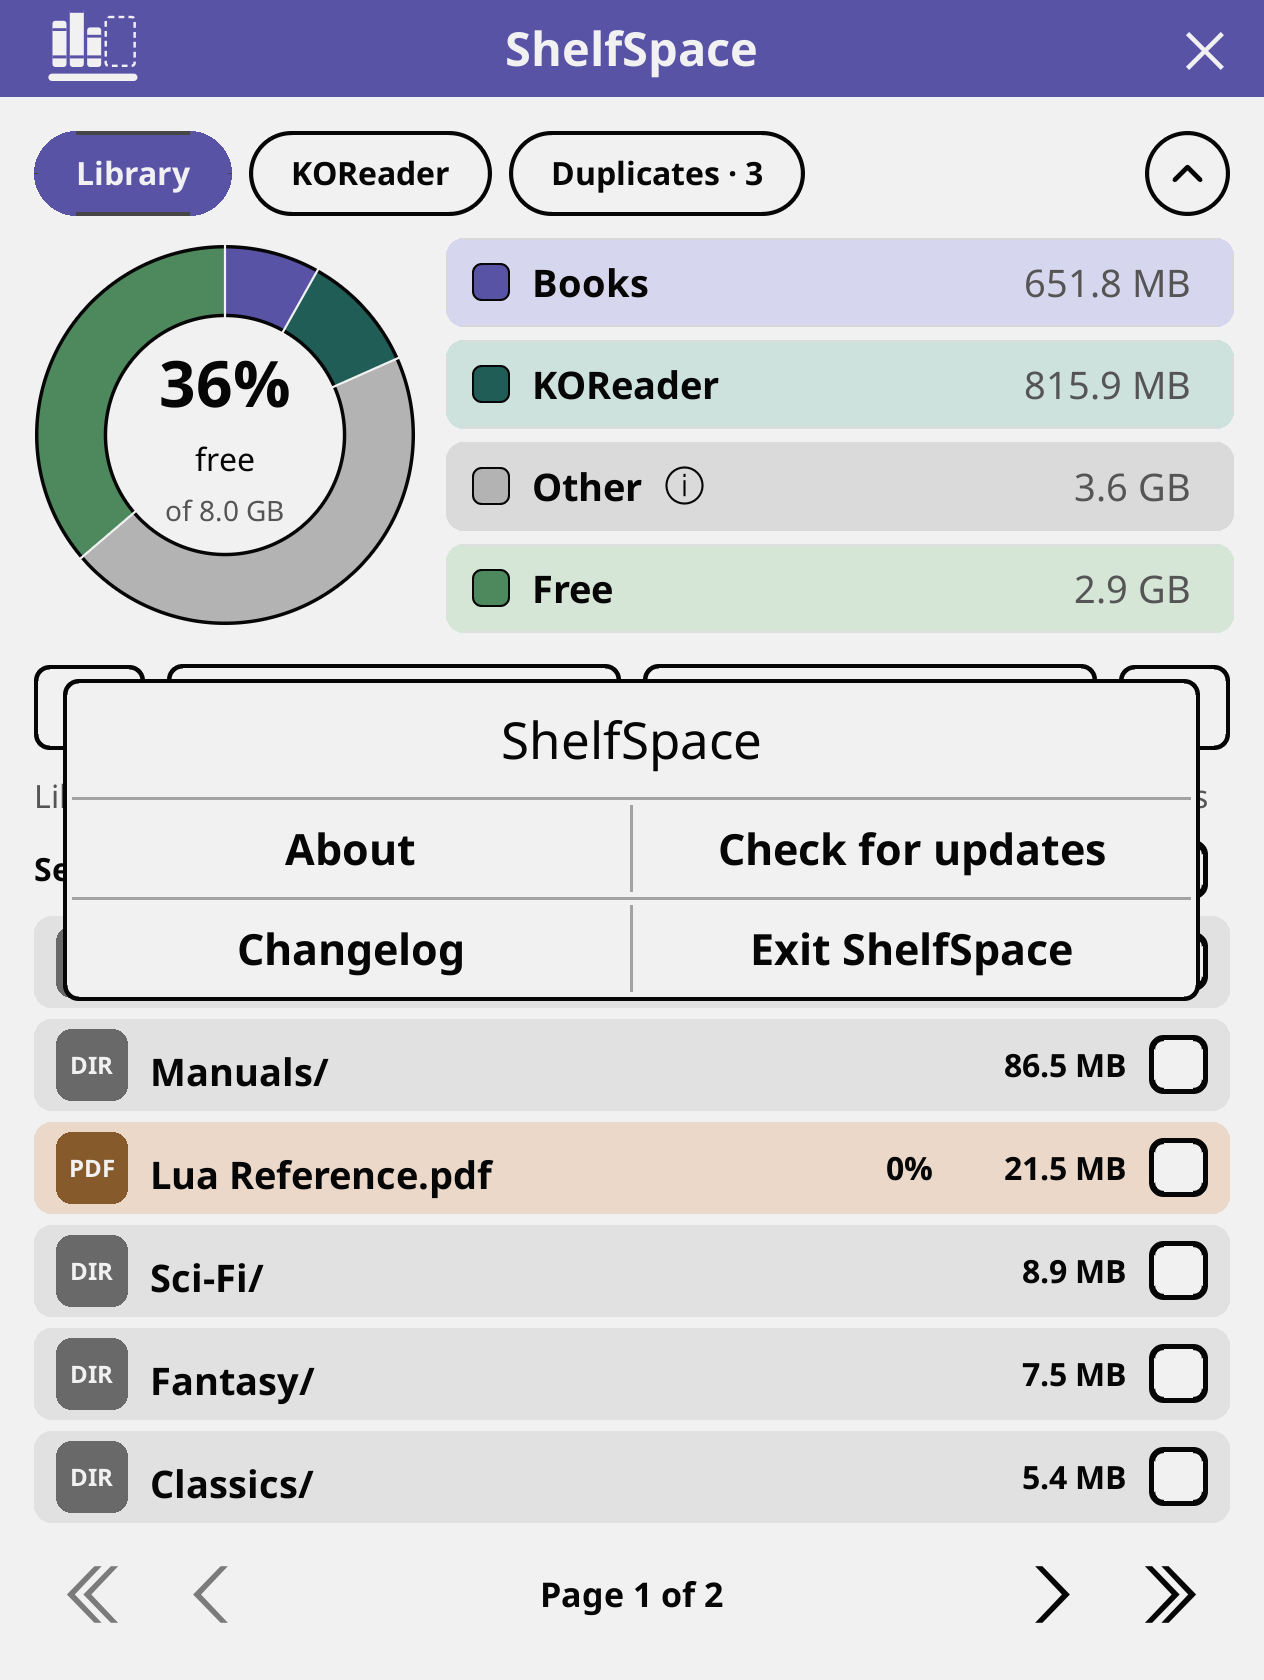 ShelfSpace
Library
KOReader
Duplicates · 3
36%
free
of 8.0 GB
Books 651.8 MB
KOReader 815.9 MB
Other ⓘ 3.6 GB
Free 2.9 GB
ShelfSpace
About
Check for updates
Changelog
Exit ShelfSpace
DIR Manuals/ 86.5 MB
PDF Lua Reference.pdf 0% 21.5 MB
DIR Sci-Fi/ 8.9 MB
DIR Fantasy/ 7.5 MB
DIR Classics/ 5.4 MB
Page 1 of 2